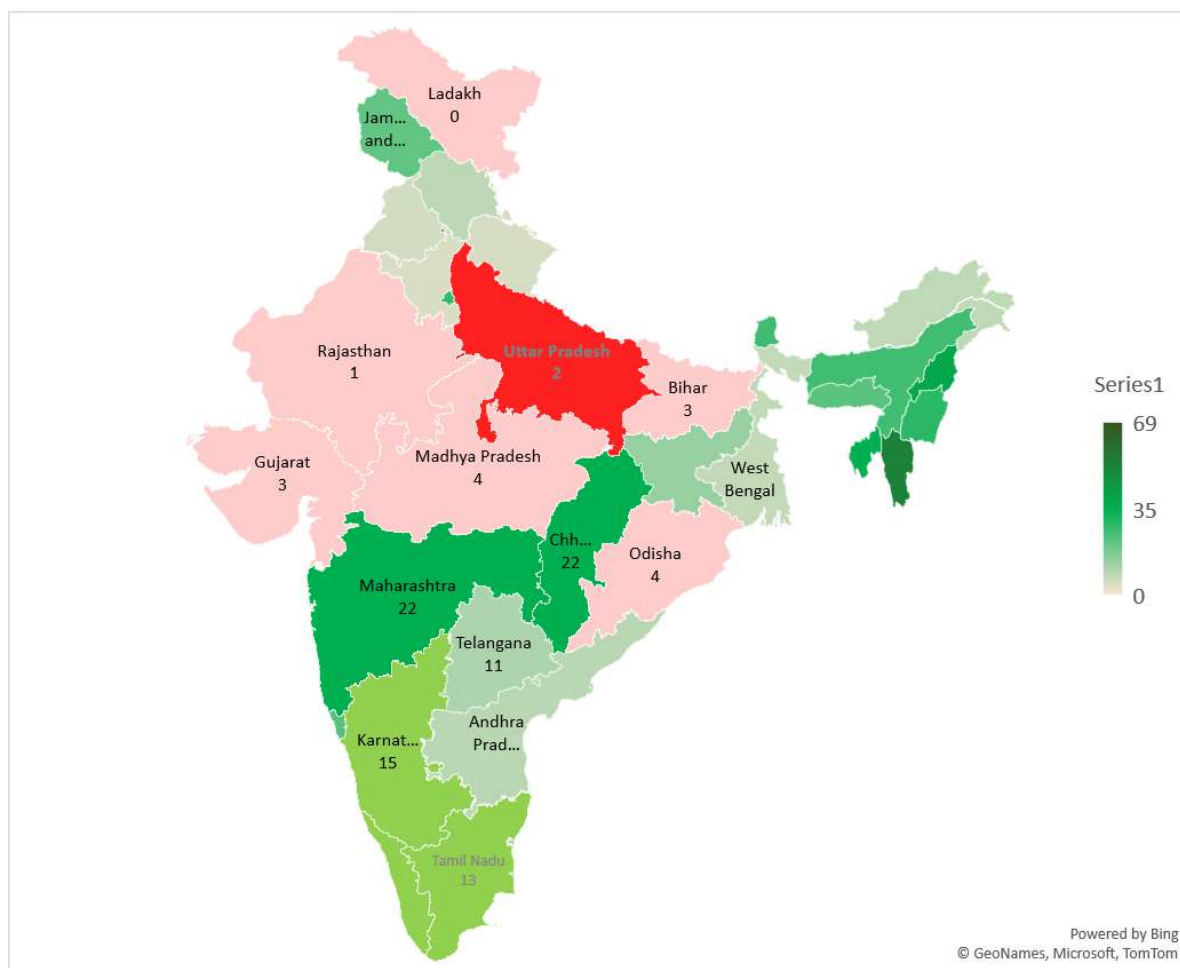 Ladakh
0
Jam...
and...
Rajasthan
1
Uttar Pradesh
2
Bihar
3
Gujarat
3
Madhya Pradesh
4
West
Bengal
Chh...
22
Odisha
4
Maharashtra
22
Telangana
11
Andhra
Prad...
Karnat...
15
Tamil Nadu
13
Series1
69
35
0
Powered by Bing
© GeoNames, Microsoft, TomTom